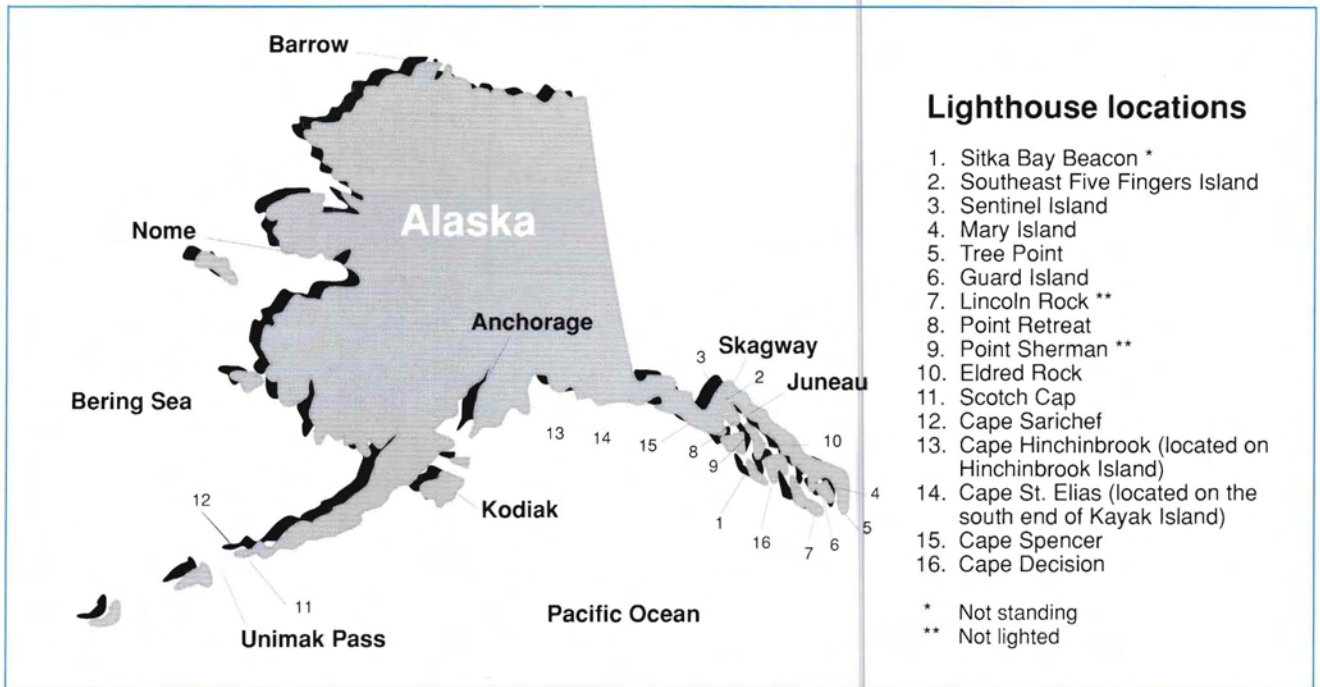 Barrow
Alaska
Nome
Anchorage
Skagway
Juneau
Bering Sea
Kodiak
Pacific Ocean
Unimak Pass
3
2
13
14
15
8
9
10
4
5
1
16
7
6
12
11
Lighthouse locations
1. Sitka Bay Beacon *
2. Southeast Five Fingers Island
3. Sentinel Island
4. Mary Island
5. Tree Point
6. Guard Island
7. Lincoln Rock **
8. Point Retreat
9. Point Sherman **
10. Eldred Rock
11. Scotch Cap
12. Cape Sarichef
13. Cape Hinchinbrook (located on
Hinchinbrook Island)
14. Cape St. Elias (located on the
south end of Kayak Island)
15. Cape Spencer
16. Cape Decision
* Not standing
** Not lighted